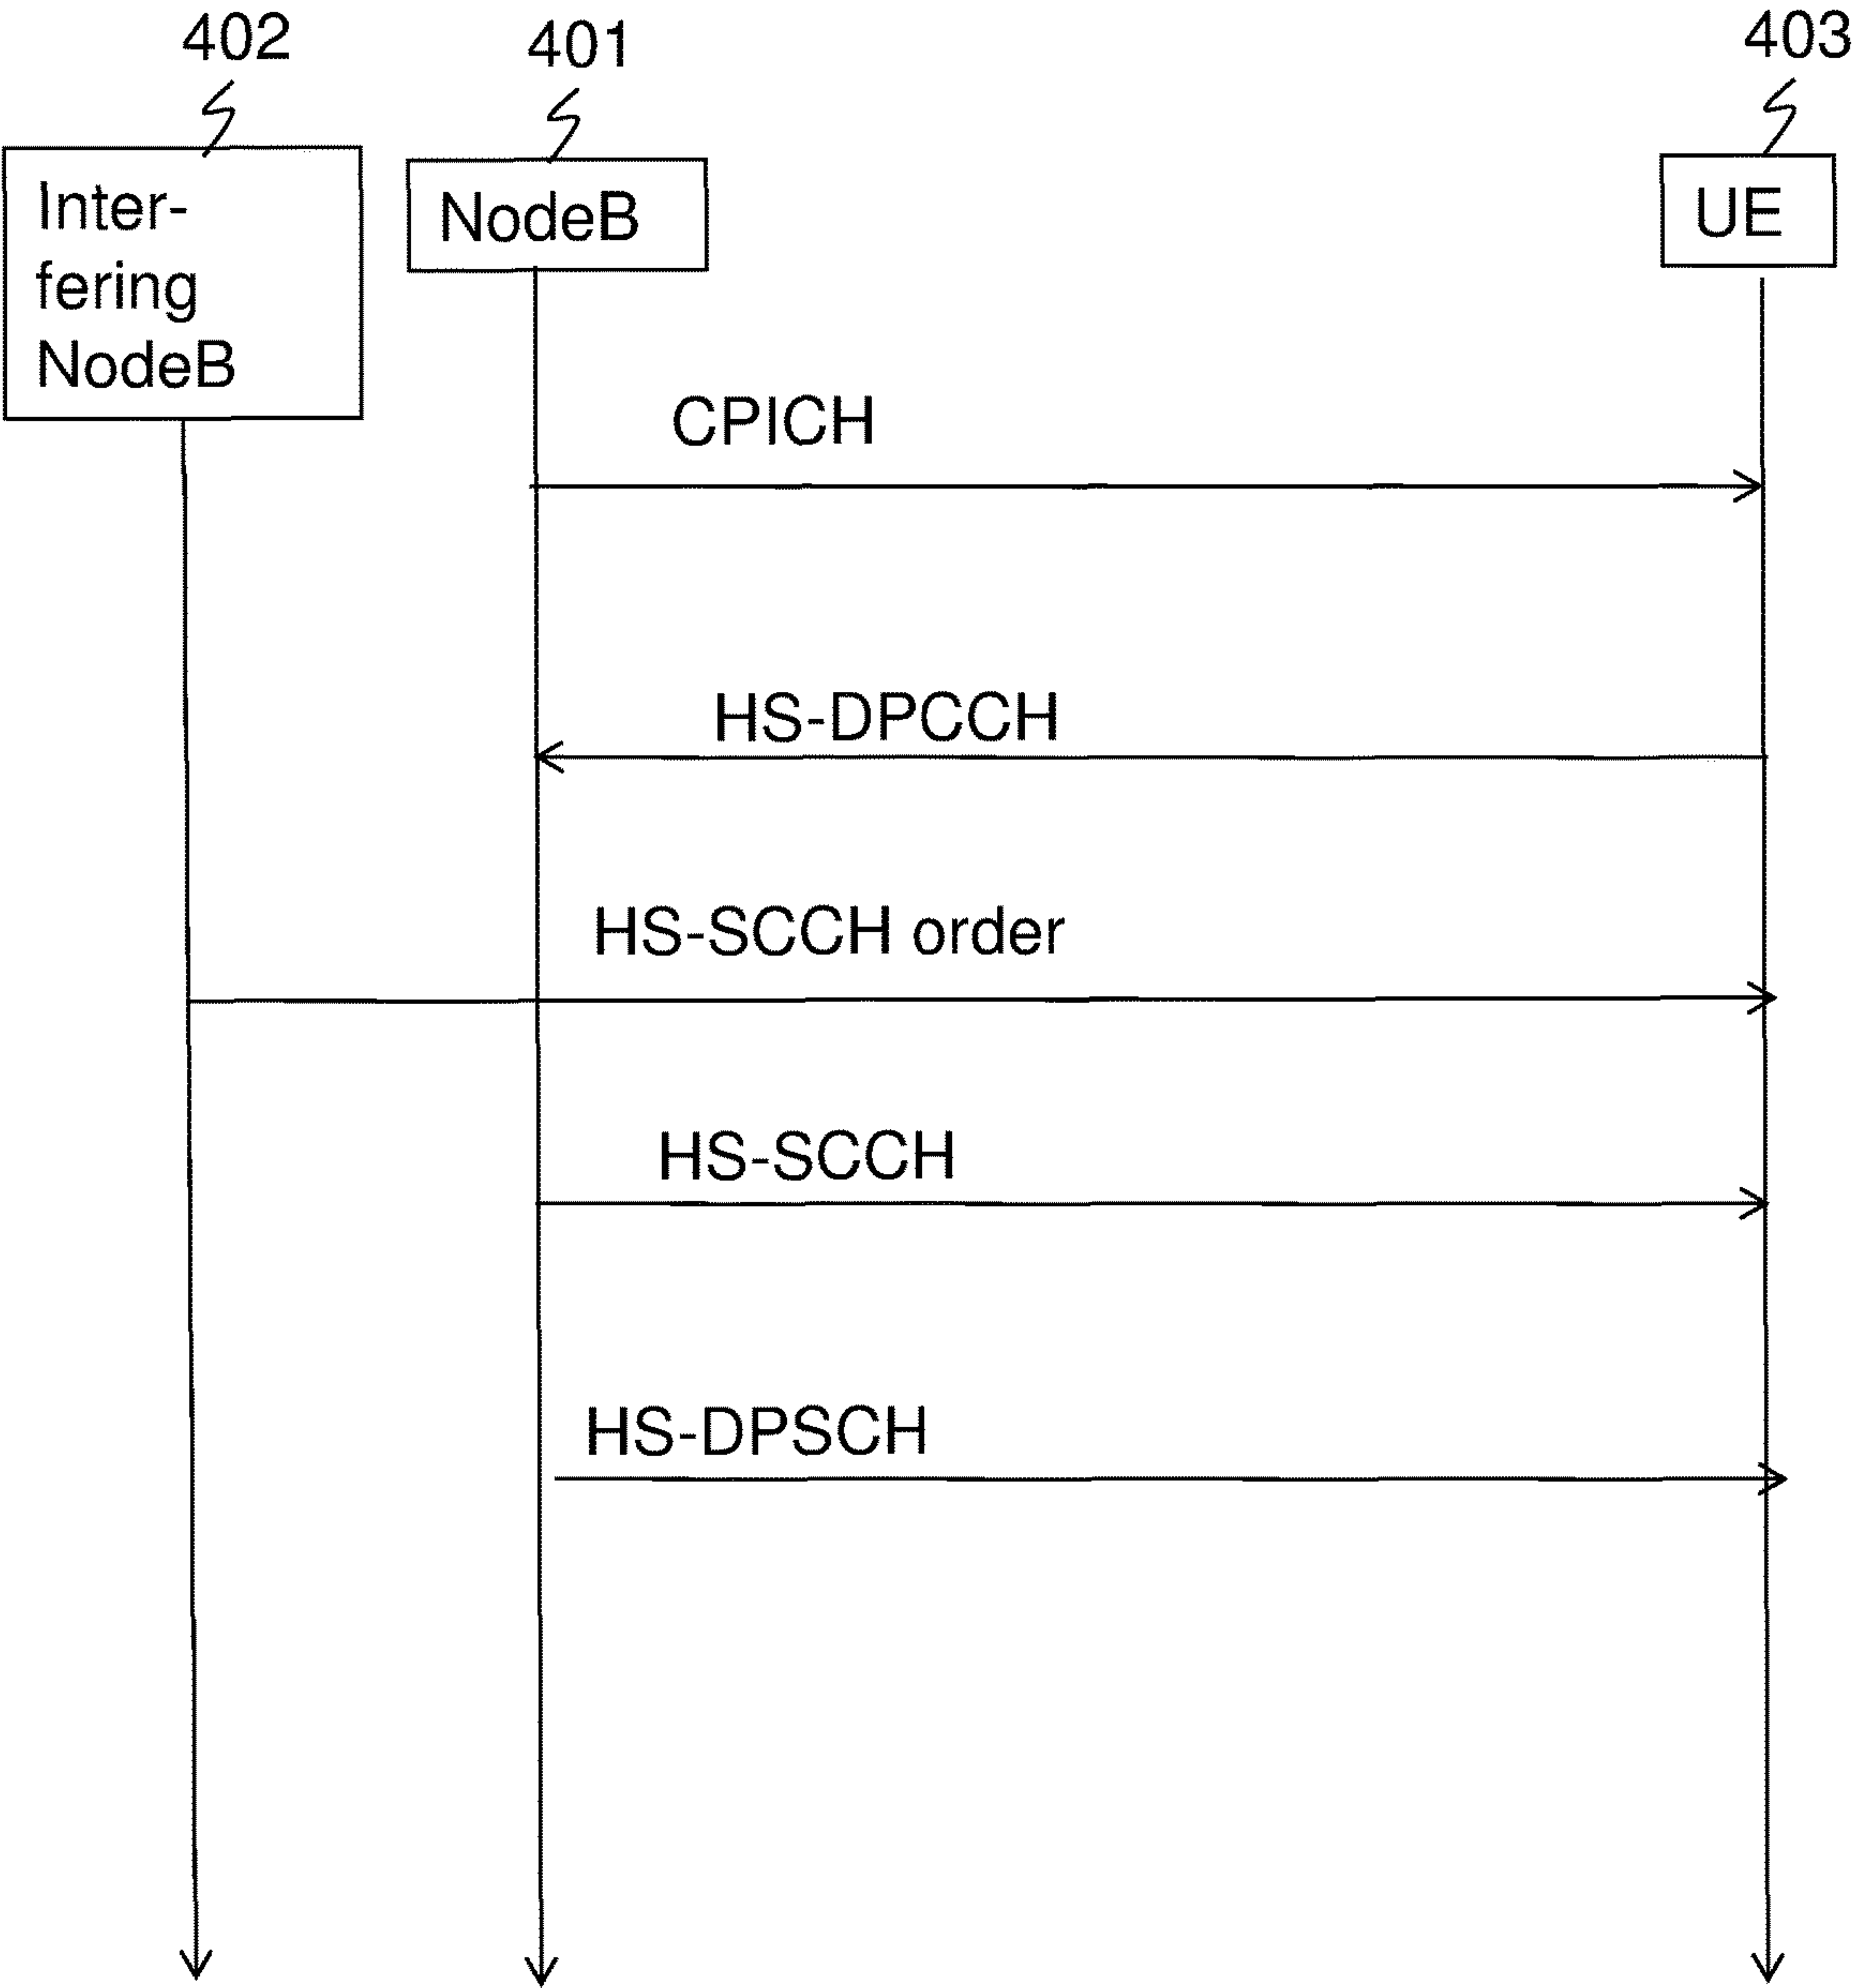 402
401
403
Inter-
fering
NodeB
NodeB
UE
CPICH
HS-DPCCH
HS-SCCH order
HS-SCCH
HS-DPSCH